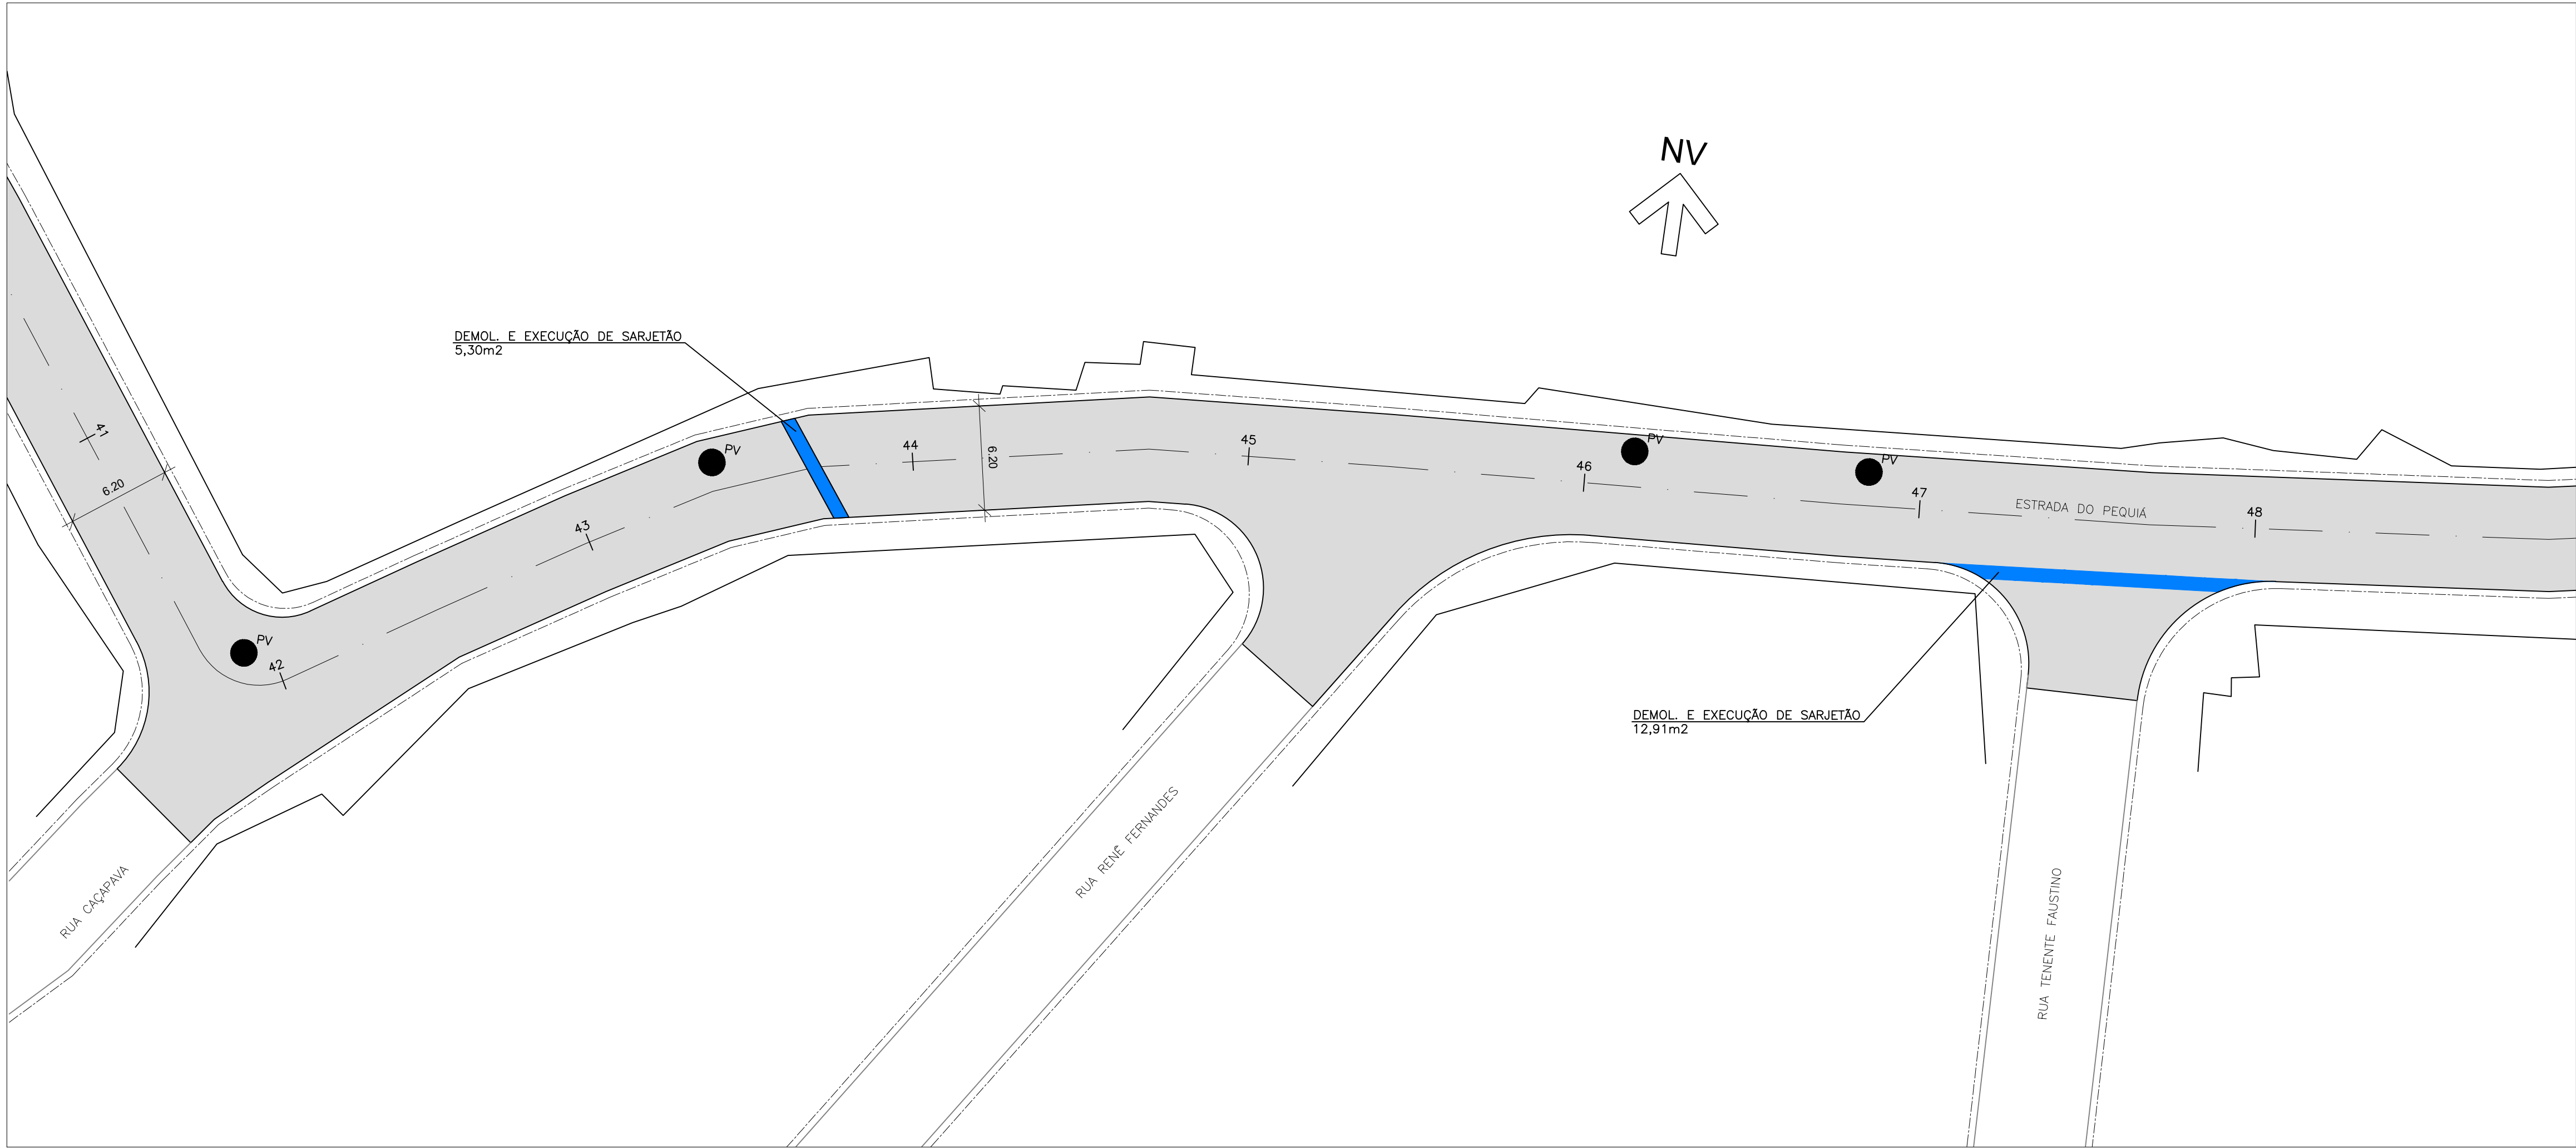 NV
DEMOL. E EXECUÇÃO DE SARJETÃO
5,30m2
41
6.20
PV
42
43
PV
44
6.20
45
PV
46
PV
47
ESTRADA DO PEQUIÁ
48
DEMOL. E EXECUÇÃO DE SARJETÃO
12,91m2
RUA CAÇAPAVA
RUA RENÊ FERNANDES
RUA TENENTE FAUSTINO